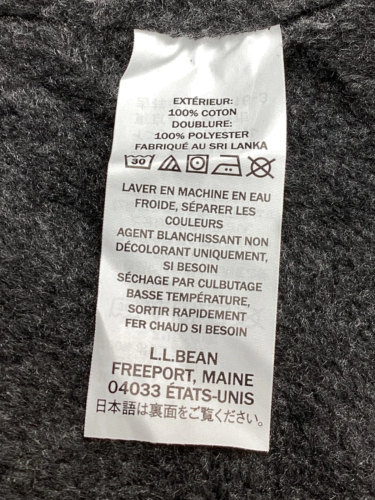 EXTÉRIEUR:
100% COTON
DOUBLURE:
100% POLYESTER
FABRIQUÉ AU SRI LANKA
30
LAVER EN MACHINE EN EAU
FROIDE, SÉPARER LES
COULEURS
AGENT BLANCHISSANT NON
DÉCOLORANT UNIQUEMENT,
SI BESOIN
SÉCHAGE PAR CULBUTAGE
BASSE TEMPÉRATURE,
SORTIR RAPIDEMENT
FER CHAUD SI BESOIN
L.L.BEAN
FREEPORT, MAINE
04033 ÉTATS-UNIS
日本語は裏面をご覧ください。